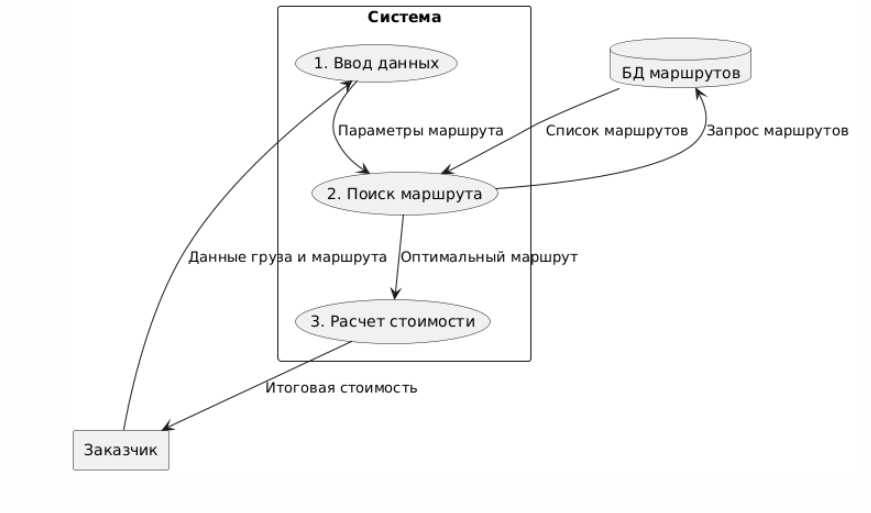 Система
1. Ввод данных
БД маршрутов
Параметры маршрута
Список маршрутов
Запрос маршрутов
2. Поиск маршрута
Данные груза и маршрута
Оптимальный маршрут
3. Расчет стоимости
Итоговая стоимость
Заказчик